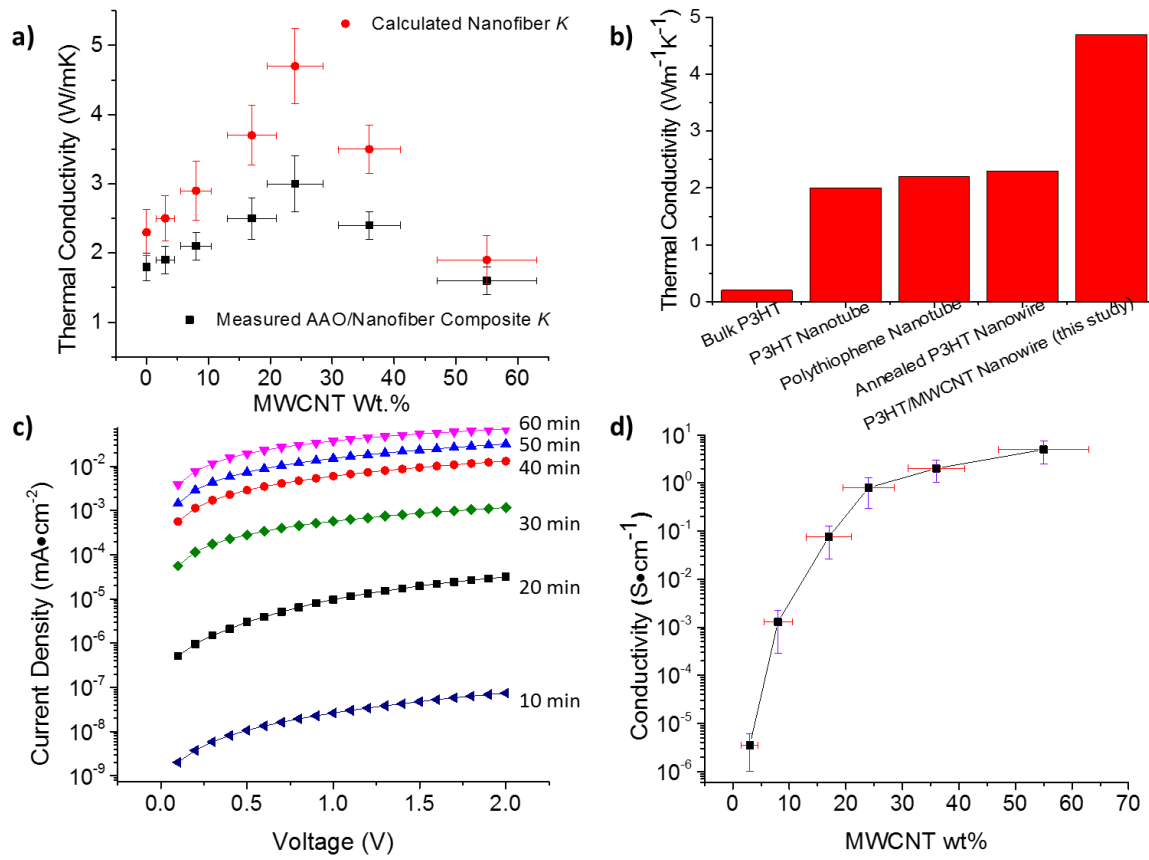 a)
Calculated Nanofiber K
Thermal Conductivity (W/mK)
5
4
3
2
1
Measured AAO/Nanofiber Composite K
0 10 20 30 40 50 60
MWCNT Wt.%
b)
Thermal Conductivity (Wm⁻¹K⁻¹)
5
4
3
2
1
0
Bulk P3HT
P3HT Nanotube
Polythiophene Nanotube
Annealed P3HT Nanowire
P3HT/MWCNT Nanowire (this study)
c)
Current Density (mA•cm⁻²)
10⁻²
10⁻³
10⁻⁴
10⁻⁵
10⁻⁶
10⁻⁷
10⁻⁸
10⁻⁹
60 min
50 min
40 min
30 min
20 min
10 min
0.0 0.5 1.0 1.5 2.0
Voltage (V)
d)
Conductivity (S•cm⁻¹)
10¹
10⁰
10⁻¹
10⁻²
10⁻³
10⁻⁴
10⁻⁵
10⁻⁶
0 10 20 30 40 50 60 70
MWCNT wt%